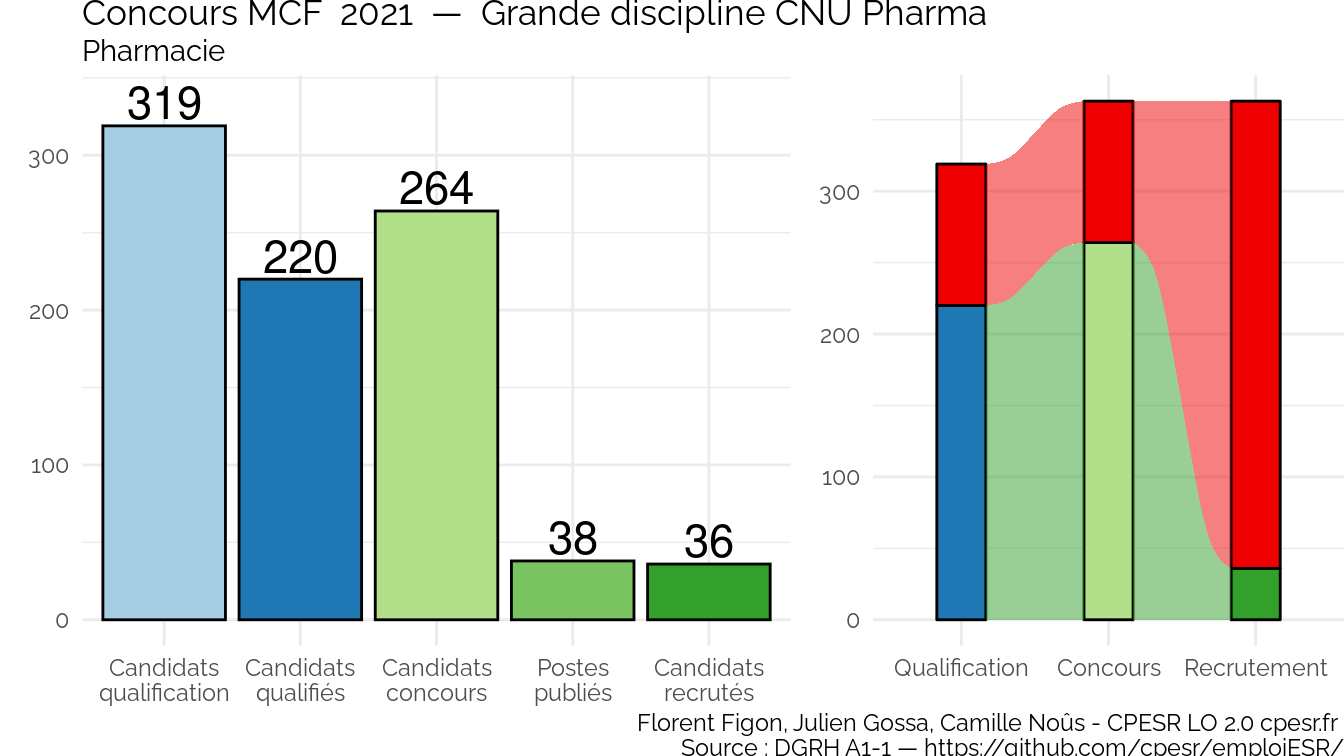 Concours MCF 2021 — Grande discipline CNU Pharma
Pharmacie
319
220
264
38
36
300
200
100
0
Candidats qualification
Candidats qualifiés
Candidats concours
Postes publiés
Candidats recrutés
300
200
100
0
Qualification
Concours
Recrutement
Florent Figon, Julien Gossa, Camille Noûs - CPESR LO 2.0 cpesr.fr
Source : DGRH A1-1 — https://github.com/cpesr/emploiESR/